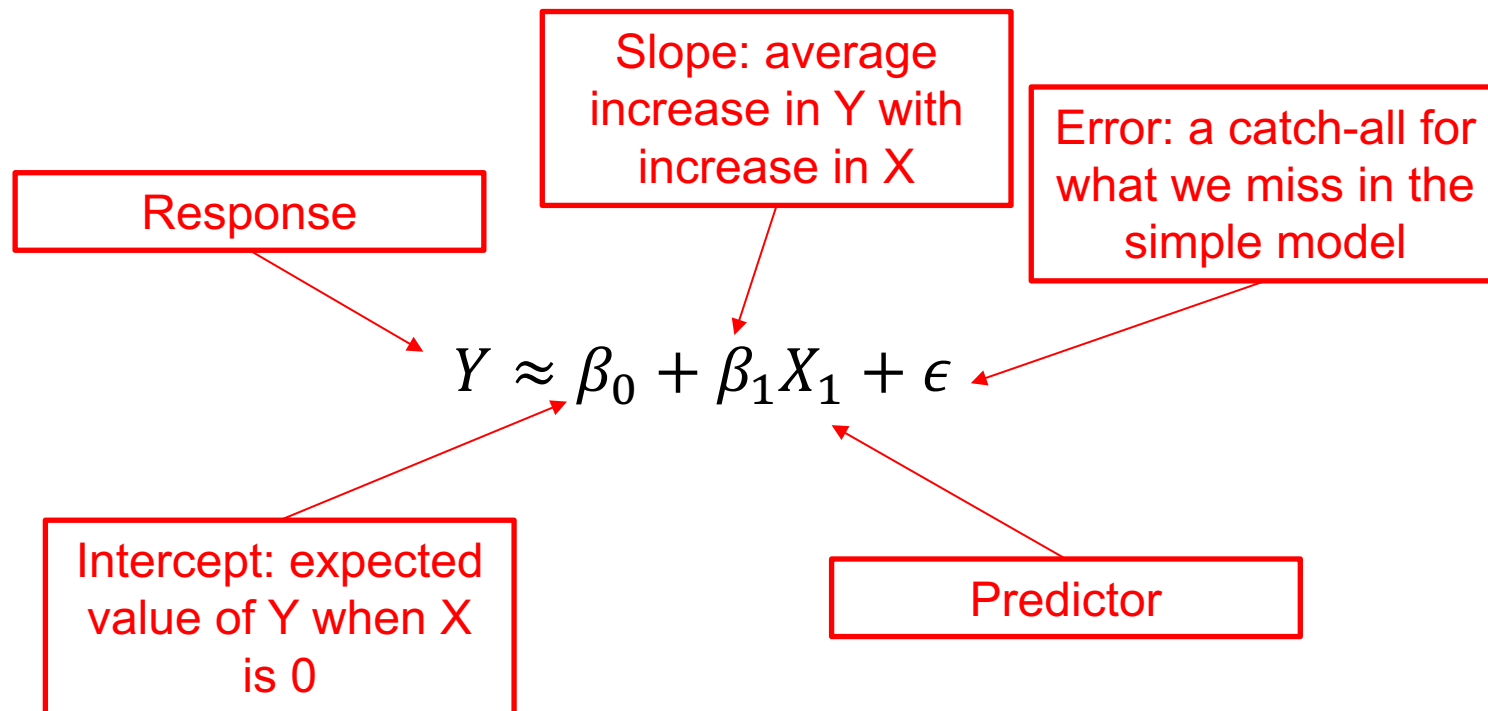 Slope: average
increase in Y with
increase in X
Error: a catch-all for
what we miss in the
simple model
Response
Y ≈ β₀ + β₁X₁ + ϵ
Intercept: expected
value of Y when X
is 0
Predictor